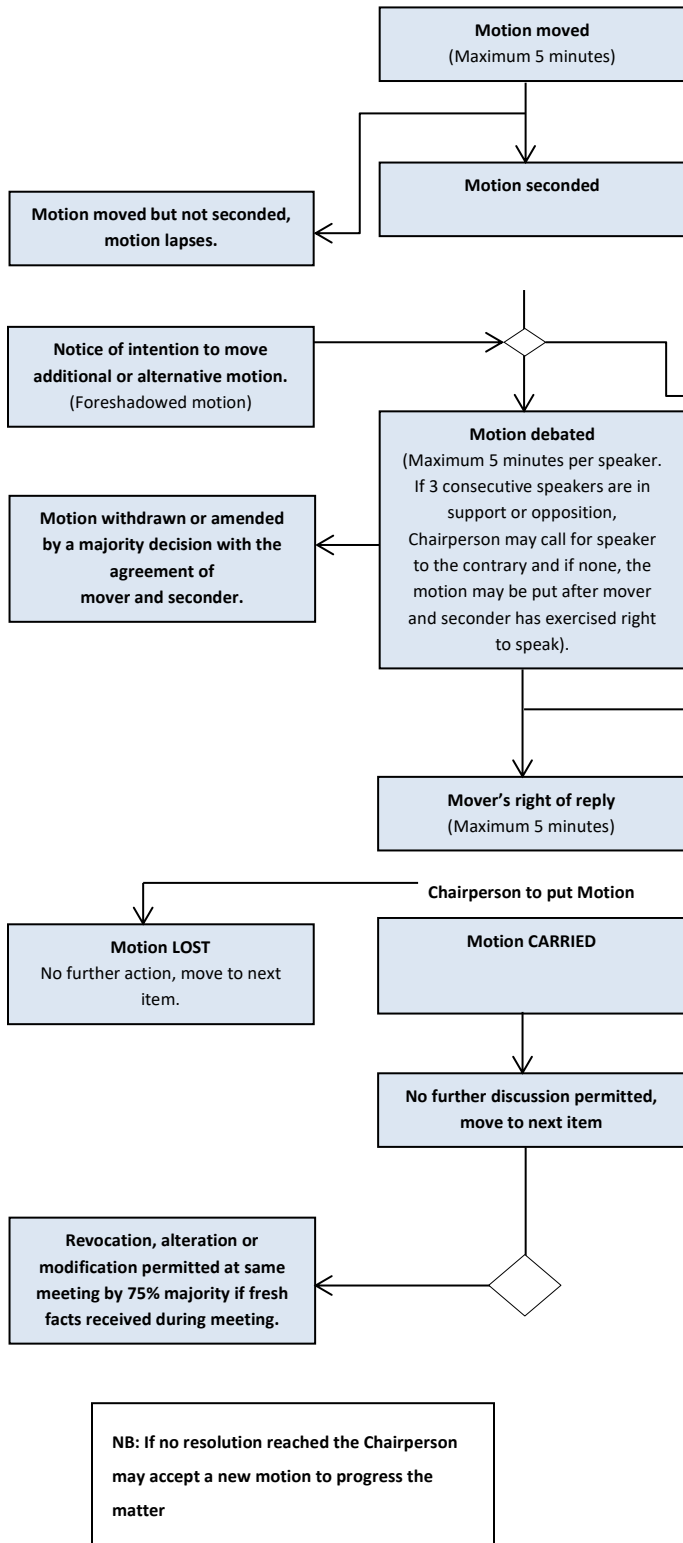 Motion moved
(Maximum 5 minutes)
Motion seconded
Motion moved but not seconded,
motion lapses.
Notice of intention to move
additional or alternative motion.
(Foreshadowed motion)
Motion debated
(Maximum 5 minutes per speaker.
If 3 consecutive speakers are in
support or opposition,
Chairperson may call for speaker
to the contrary and if none, the
motion may be put after mover
and seconder has exercised right
to speak).
Motion withdrawn or amended
by a majority decision with the
agreement of
mover and seconder.
Mover’s right of reply
(Maximum 5 minutes)
Chairperson to put Motion
Motion LOST
No further action, move to next
item.
Motion CARRIED
No further discussion permitted,
move to next item
Revocation, alteration or
modification permitted at same
meeting by 75% majority if fresh
facts received during meeting.
NB: If no resolution reached the Chairperson
may accept a new motion to progress the
matter